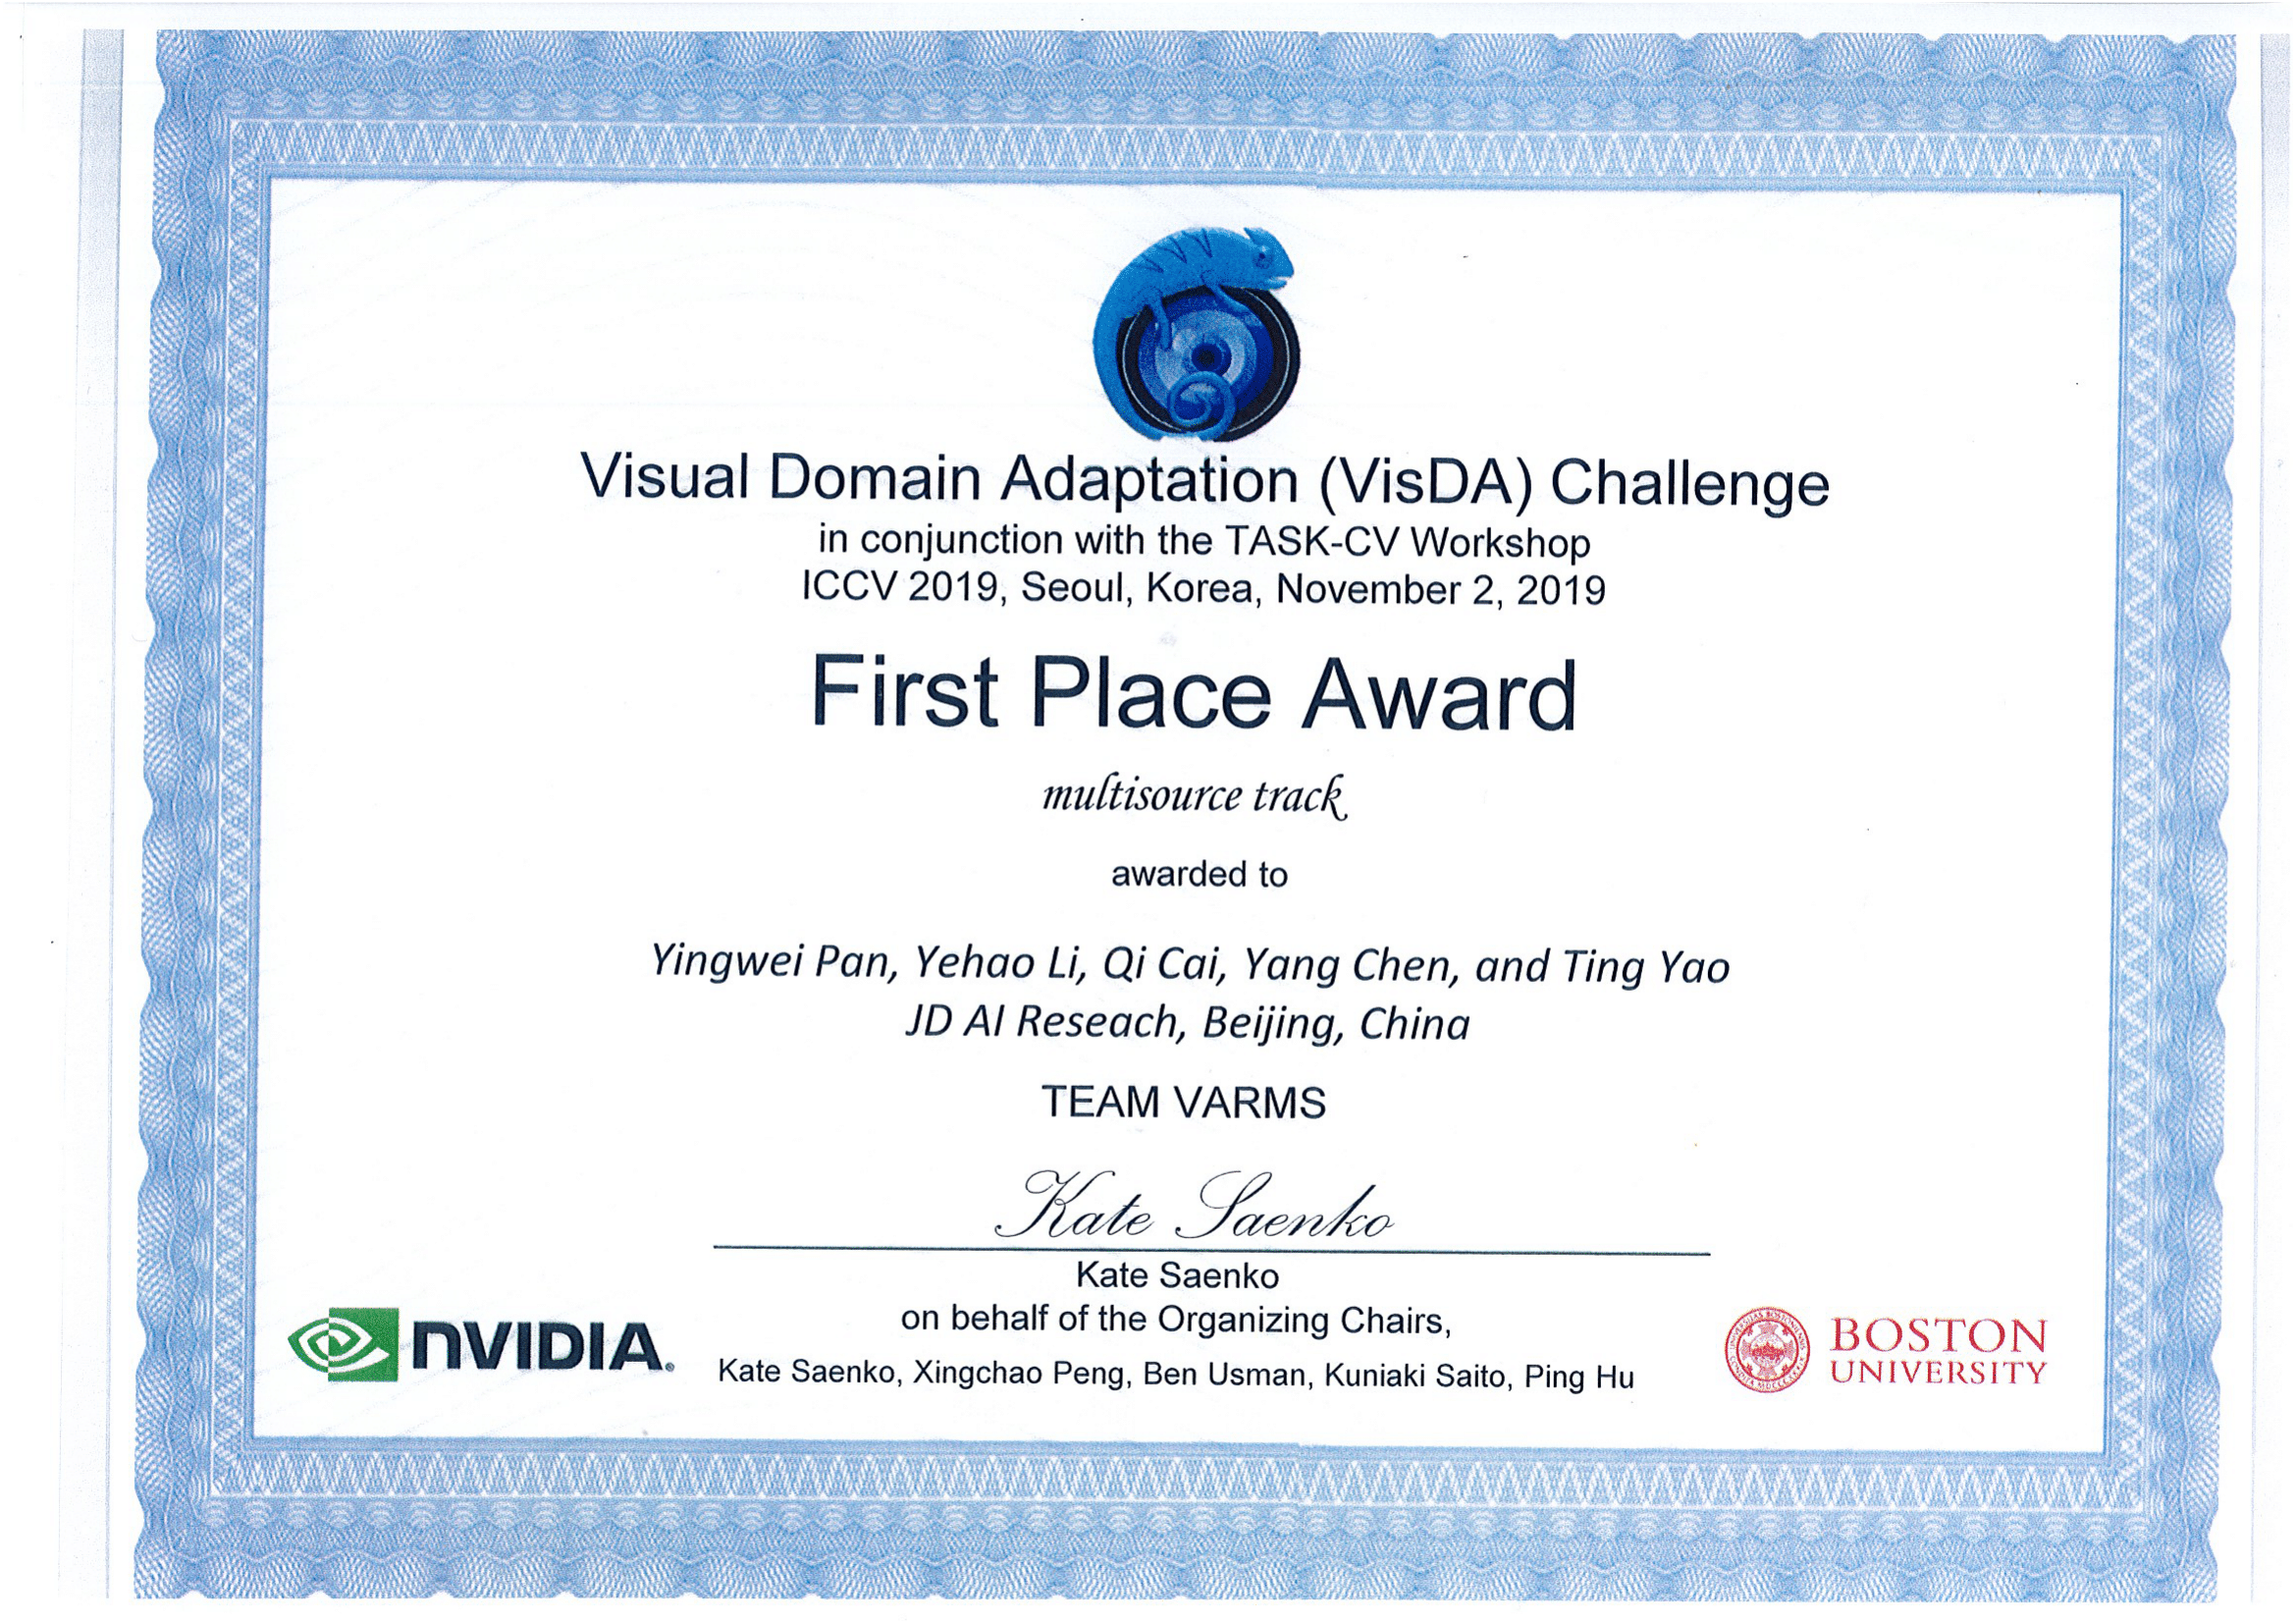 Visual Domain Adaptation (VisDA) Challenge
in conjunction with the TASK-CV Workshop
ICCV 2019, Seoul, Korea, November 2, 2019
First Place Award
multisource track
awarded to
Yingwei Pan, Yehao Li, Qi Cai, Yang Chen, and Ting Yao
JD AI Reseach, Beijing, China
TEAM VARMS
Kate Saenko
Kate Saenko
on behalf of the Organizing Chairs,
Kate Saenko, Xingchao Peng, Ben Usman, Kuniaki Saito, Ping Hu
NVIDIA.
BOSTON
UNIVERSITY